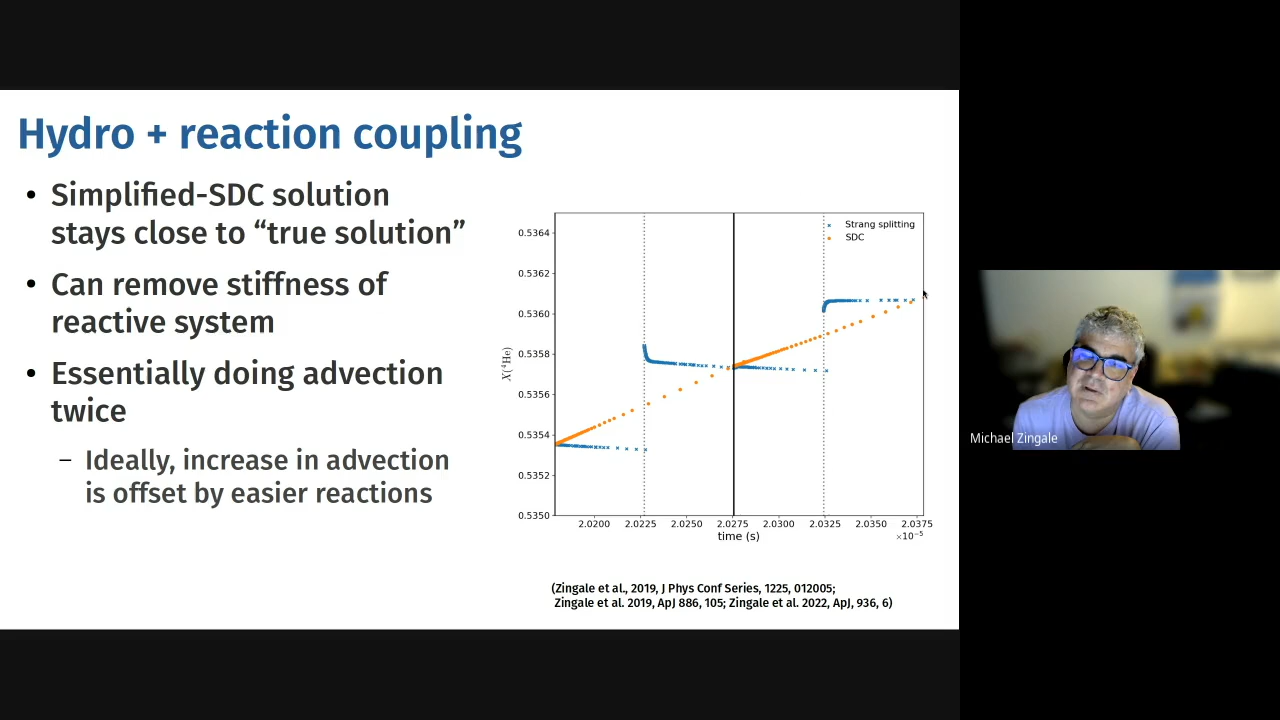 Hydro + reaction coupling
• Simplified-SDC solution
stays close to “true solution”
• Can remove stiffness of
reactive system
• Essentially doing advection
twice
– Ideally, increase in advection
is offset by easier reactions
Strang splitting
SDC
0.5364
0.5362
0.5360
0.5358
0.5356
0.5354
0.5352
0.5350
X(⁴He)
2.0200 2.0225 2.0250 2.0275 2.0300 2.0325 2.0350 2.0375
time (s)
×10⁻⁵
(Zingale et al., 2019, J Phys Conf Series, 1225, 012005;
Zingale et al. 2019, ApJ 886, 105; Zingale et al. 2022, ApJ, 936, 6)
Michael Zingale